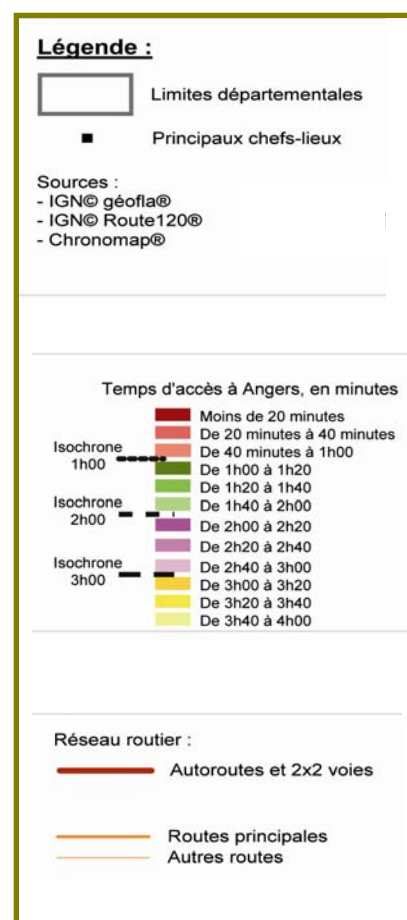 Légende :
Limites départementales
Principaux chefs-lieux
Sources :
- IGN© géofla®
- IGN© Route120®
- Chronomap®
Temps d'accès à Angers, en minutes
Moins de 20 minutes
De 20 minutes à 40 minutes
De 40 minutes à 1h00
Isochrone
1h00
De 1h00 à 1h20
De 1h20 à 1h40
De 1h40 à 2h00
Isochrone
2h00
De 2h00 à 2h20
De 2h20 à 2h40
De 2h40 à 3h00
Isochrone
3h00
De 3h00 à 3h20
De 3h20 à 3h40
De 3h40 à 4h00
Réseau routier :
Autoroutes et 2x2 voies
Routes principales
Autres routes